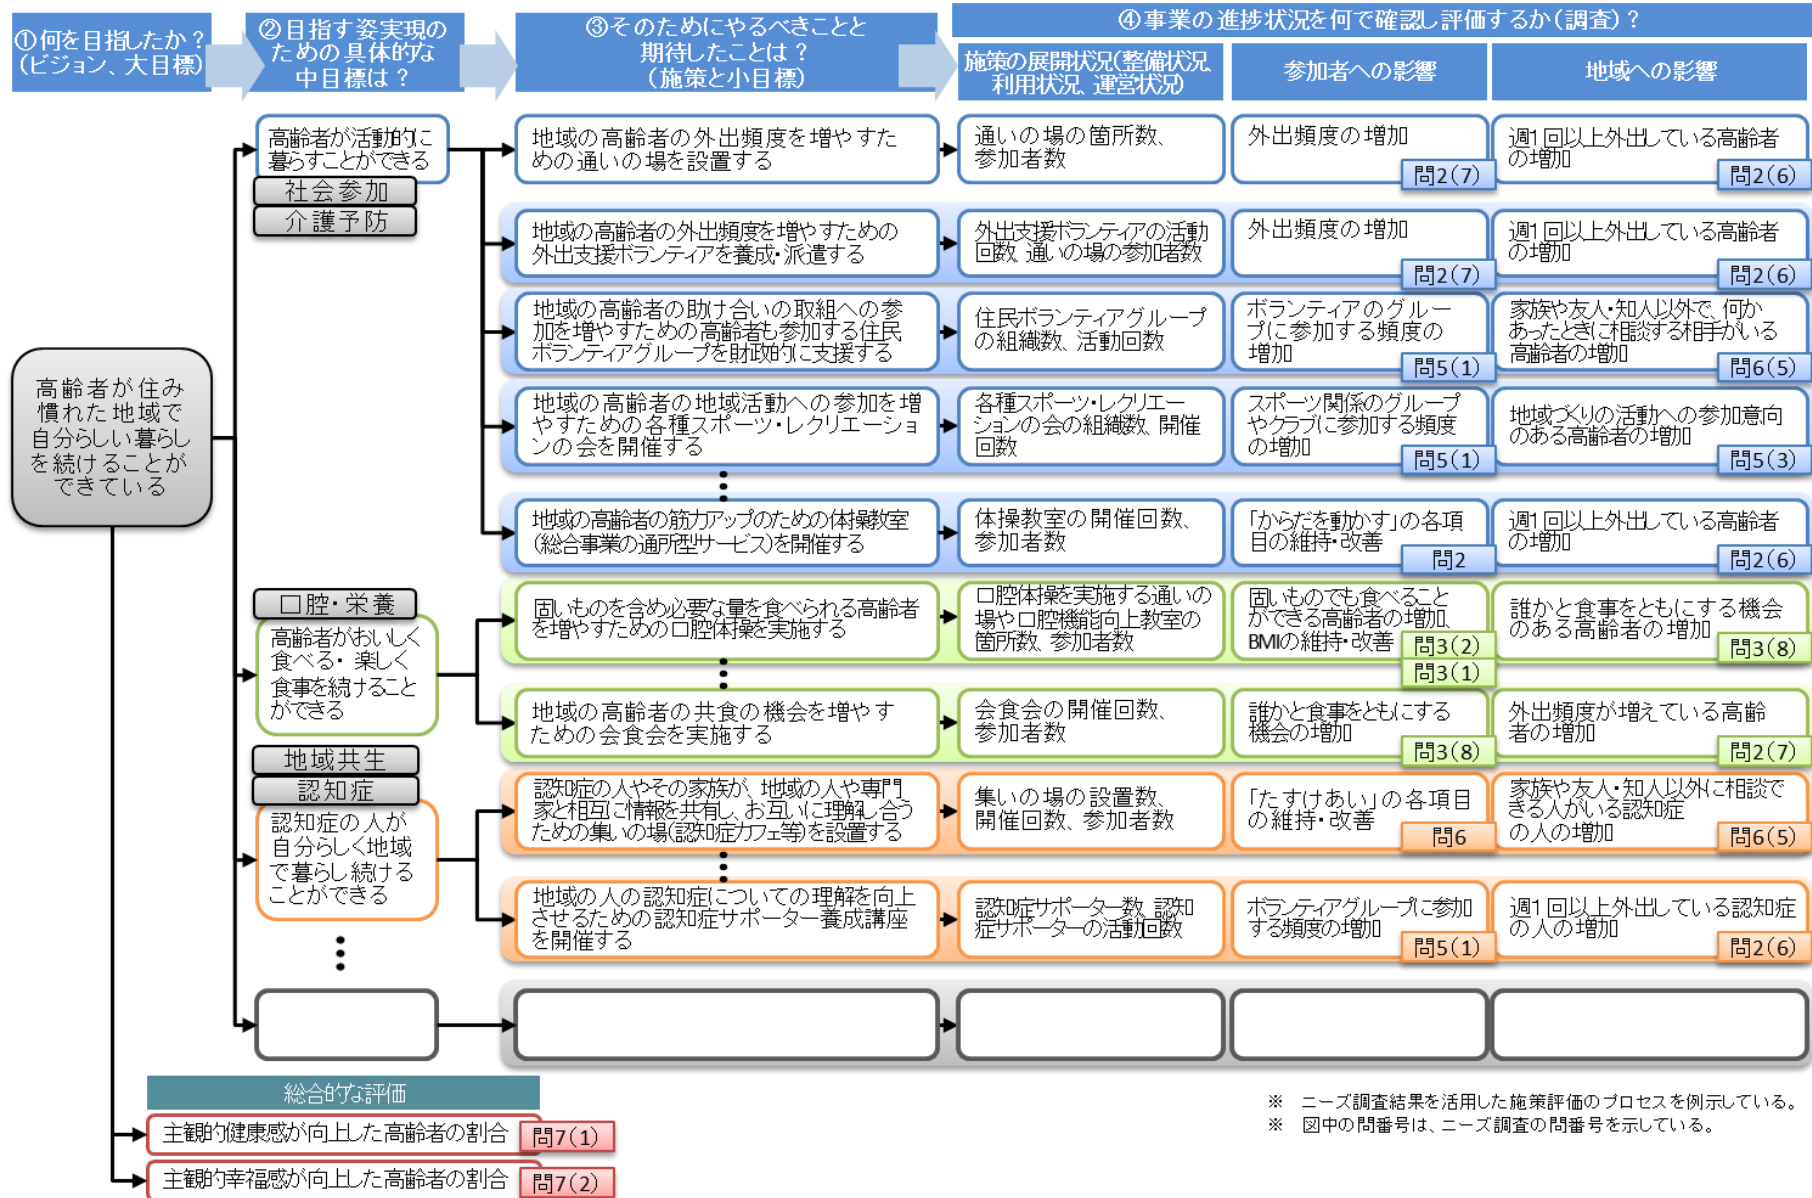 ①何を目指したか？
(ビジョン、大目標)
②目指す姿実現の
ための具体的な
中目標は？
③そのためにやるべきことと
期待したことは？
(施策と小目標)
④事業の進捗状況を何で確認し評価するか(調査)？
施策の展開状況(整備状況、
利用状況、運営状況)
参加者への影響
地域への影響
高齢者が住み
慣れた地域で
自分らしい暮らし
を続けることが
できている
高齢者が活動的に
暮らすことができる
社会参加
介護予防
地域の高齢者の外出頻度を増やすた
めの通いの場を設置する
通いの場の箇所数、
参加者数
外出頻度の増加
問2(7)
週1回以上外出している高齢者
の増加
問2(6)
地域の高齢者の外出頻度を増やすための
外出支援ボランティアを養成・派遣する
外出支援ボランティアの活動
回数、通いの場の参加者数
外出頻度の増加
問2(7)
週1回以上外出している高齢者
の増加
問2(6)
地域の高齢者の助け合いの取組への参
加を増やすための高齢者も参加する住民
ボランティアグループを財政的に支援する
住民ボランティアグループ
の組織数、活動回数
ボランティアのグルー
プに参加する頻度の
増加
問5(1)
家族や友人・知人以外で、何か
あったときに相談する相手がいる
高齢者の増加
問6(5)
地域の高齢者の地域活動への参加を増
やすための各種スポーツ・レクリエーショ
ンの会を開催する
各種スポーツ・レクリエー
ションの会の組織数、開催
回数
スポーツ関係のグループ
やクラブに参加する頻度
の増加
問5(1)
地域づくりの活動への参加意向
のある高齢者の増加
問5(3)
地域の高齢者の筋力アップのための体操教室
(総合事業の通所型サービス)を開催する
体操教室の開催回数、
参加者数
「からだを動かす」の各項
目の維持・改善
問2
週1回以上外出している高齢者
の増加
問2(6)
口腔・栄養
高齢者がおいしく
食べる・楽しく
食事を続けること
ができる
固いものを含め必要な量を食べられる高齢者
を増やすための口腔体操を実施する
口腔体操を実施する通いの
場や口腔機能向上教室の
箇所数、参加者数
固いものでも食べること
ができる高齢者の増加、
BMIの維持・改善
問3(2)
問3(1)
誰かと食事をともにする機会
のある高齢者の増加
問3(8)
地域の高齢者の共食の機会を増やす
ための会食会を実施する
会食会の開催回数、
参加者数
誰かと食事をともにする
機会の増加
問3(8)
外出頻度が増えている高齢
者の増加
問2(7)
地域共生
認知症
認知症の人が
自分らしく地域
で暮らし続ける
ことができる
認知症の人やその家族が、地域の人や専門
家と相互に情報を共有し、お互いに理解し合う
ための集いの場(認知症カフェ等)を設置する
集いの場の設置数、
開催回数、参加者数
「たすけあい」の各項目
の維持・改善
問6
家族や友人・知人以外に相談で
きる人がいる認知症
の人の増加
問6(5)
地域の人の認知症についての理解を向上
させるための認知症サポーター養成講座
を開催する
認知症サポーター数、認知
症サポーターの活動回数
ボランティアグループに参加
する頻度の増加
問5(1)
週1回以上外出している認知症
の人の増加
問2(6)
総合的な評価
主観的健康感が向上した高齢者の割合
問7(1)
主観的幸福感が向上した高齢者の割合
問7(2)
※ ニーズ調査結果を活用した施策評価のプロセスを例示している。
※ 図中の問番号は、ニーズ調査の問番号を示している。